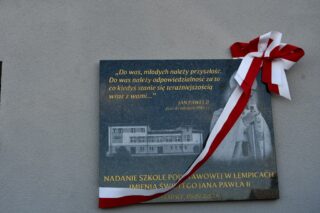 „Do was, młodych należy przyszłość.
Do was należy odpowiedzialność za to
co kiedyś stanie się teraźniejszością
wraz z wami..."
JAN PAWEŁ II
NADANIE SZKOLE PODSTAWOWEJ W ŁEMPICACH
IMIENIA ŚWIĘTEGO JANA PAWŁA II